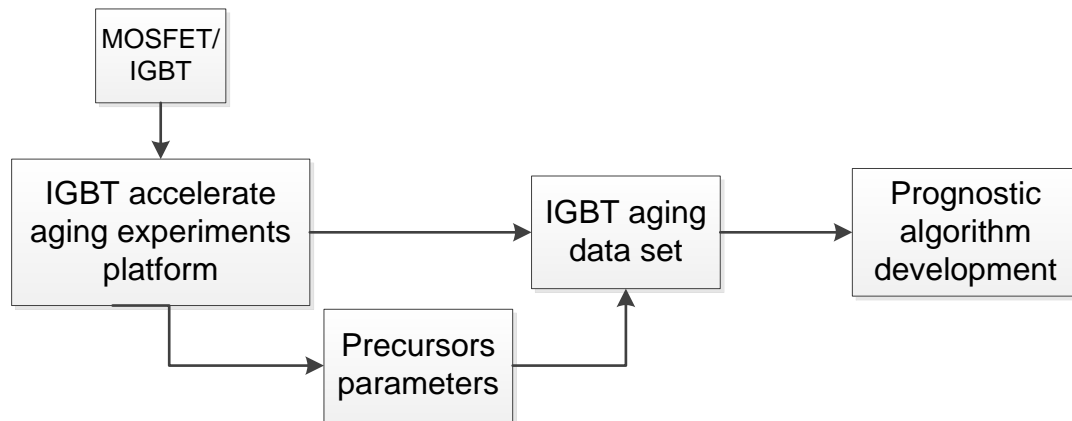 MOSFET/
IGBT
IGBT accelerate
aging experiments
platform
IGBT aging
data set
Prognostic
algorithm
development
Precursors
parameters